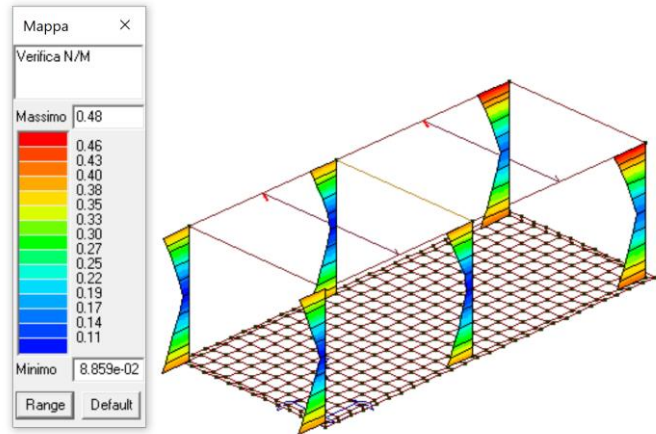 Mappa ×
Verifica N/M
Massimo 0.48
0.46
0.43
0.40
0.38
0.35
0.33
0.30
0.27
0.25
0.22
0.19
0.17
0.14
0.11
Minimo 8.859e-02
Range Default